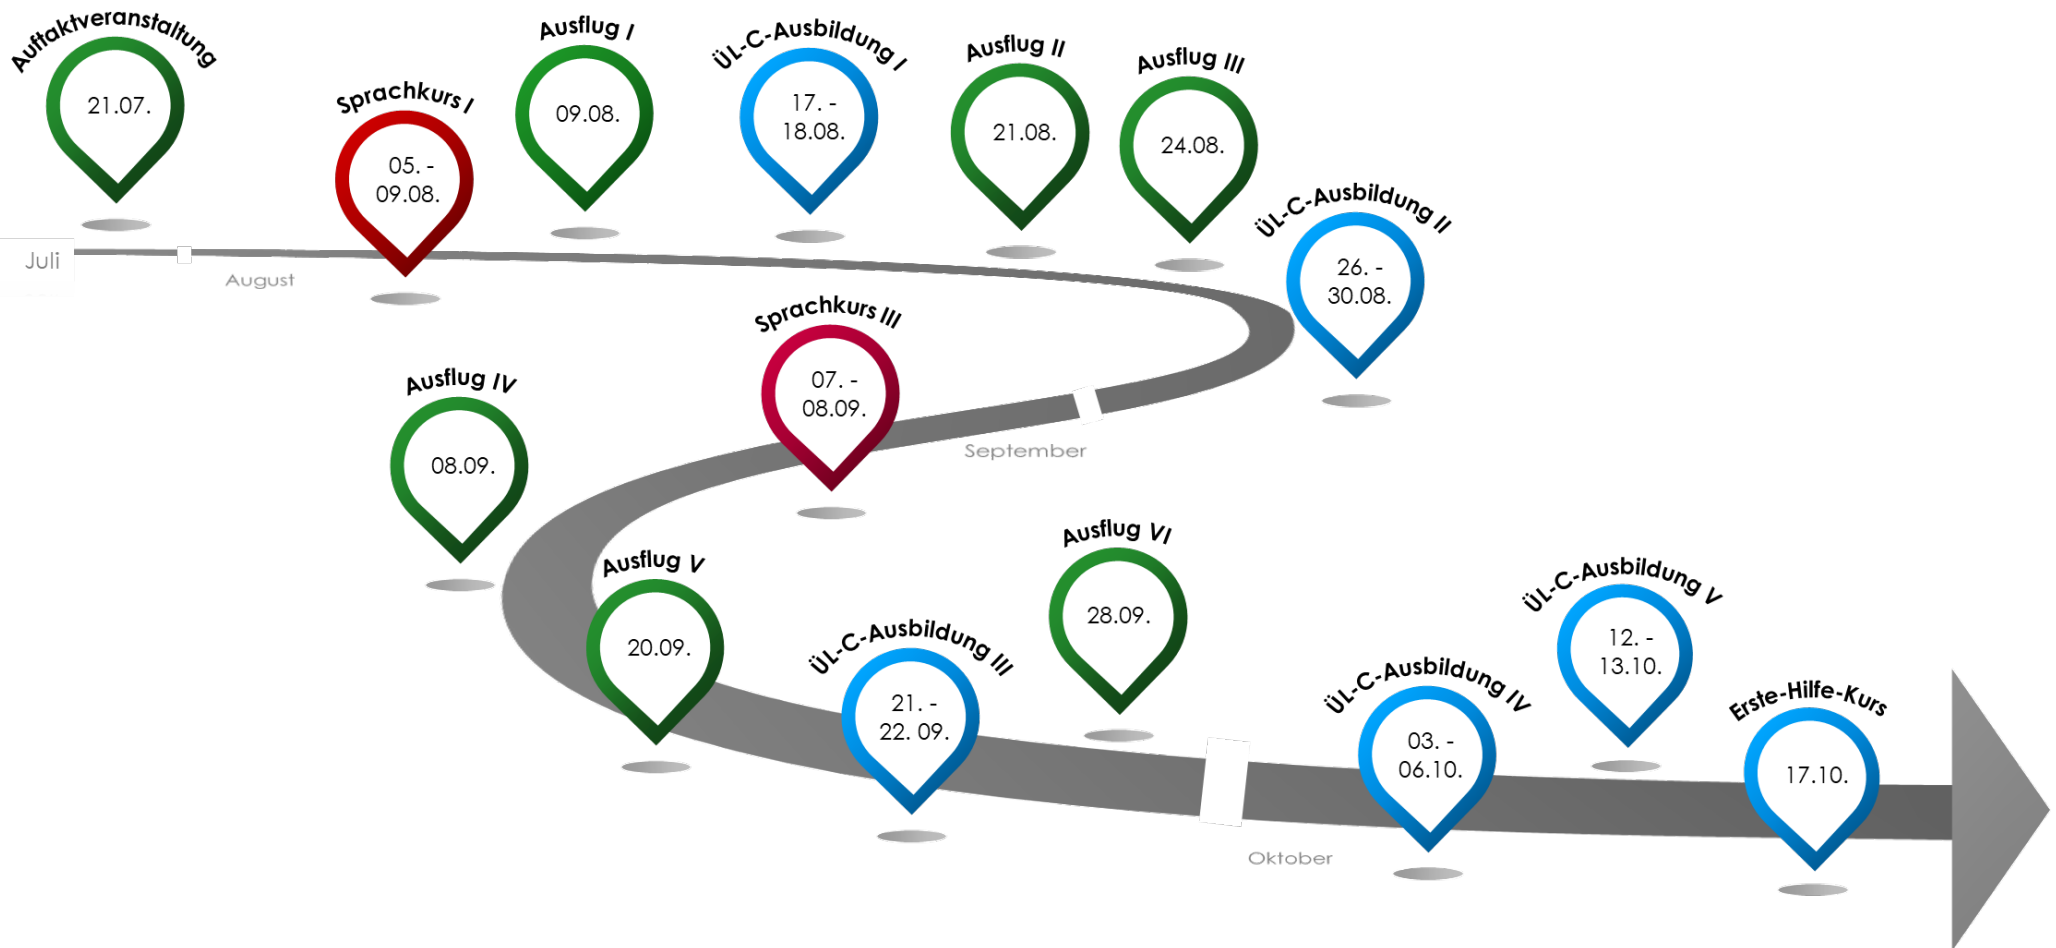 Auftaktveranstaltung
21.07.
Sprachkurs I
05. -
09.08.
Ausflug I
09.08.
ÜL-C-Ausbildung I
17. -
18.08.
Ausflug II
21.08.
Ausflug III
24.08.
ÜL-C-Ausbildung II
26. -
30.08.
Juli
August
Sprachkurs III
07. -
08.09.
September
Ausflug IV
08.09.
Ausflug V
20.09.
ÜL-C-Ausbildung III
21. -
22. 09.
Ausflug VI
28.09.
Oktober
ÜL-C-Ausbildung IV
03. -
06.10.
ÜL-C-Ausbildung V
12. -
13.10.
Erste-Hilfe-Kurs
17.10.